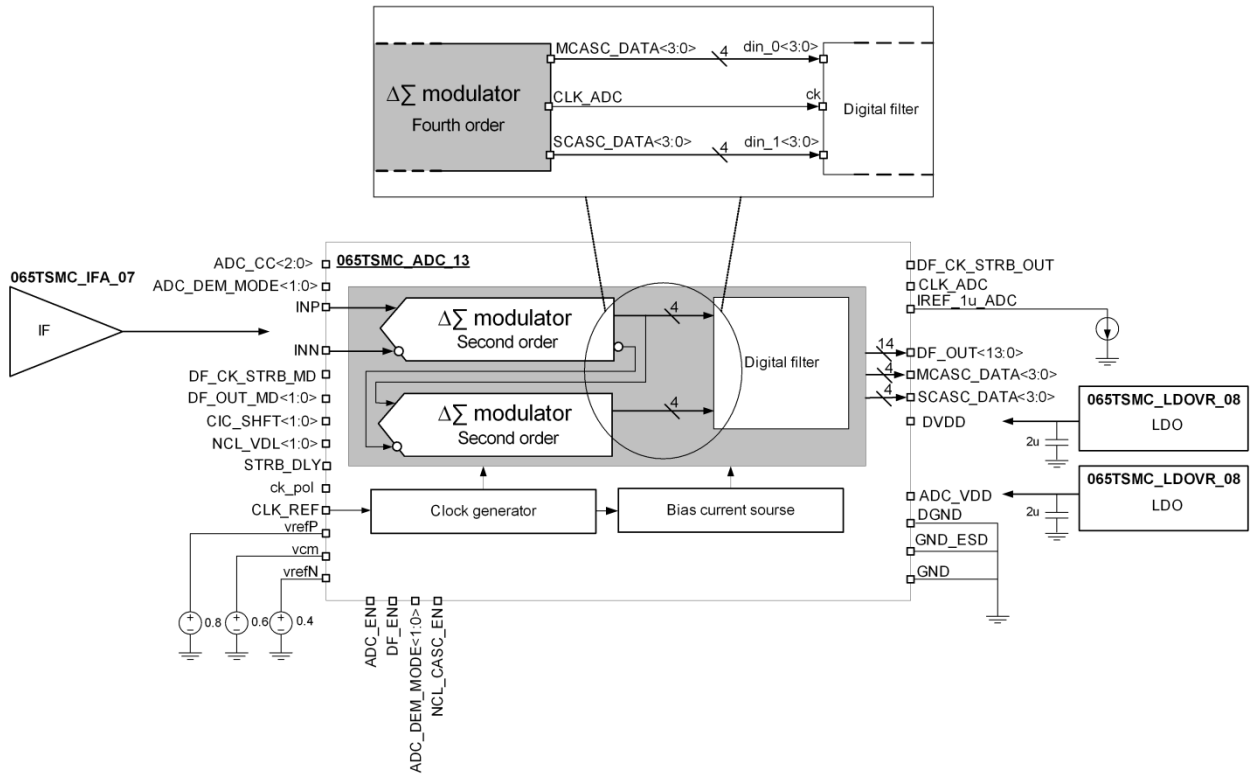 MCASC_DATA<3:0>
4
din_0<3:0>
ΔΣ modulator
Fourth order
CLK_ADC
ck
Digital filter
SCASC_DATA<3:0>
4
din_1<3:0>
065TSMC_IFA_07
IF
ADC_CC<2:0>
ADC_DEM_MODE<1:0>
INP
INN
DF_CK_STRB_MD
DF_OUT_MD<1:0>
CIC_SHFT<1:0>
NCL_VDL<1:0>
STRB_DLY
ck_pol
CLK_REF
vrefP
vcm
vrefN
0.8
0.6
0.4
065TSMC_ADC_13
ΔΣ modulator
Second order
4
ΔΣ modulator
Second order
4
Digital filter
Clock generator
Bias current sourse
ADC_EN
DF_EN
ADC_DEM_MODE<1:0>
NCL_CASC_EN
DF_CK_STRB_OUT
CLK_ADC
IREF_1u_ADC
14
DF_OUT<13:0>
4
MCASC_DATA<3:0>
4
SCASC_DATA<3:0>
DVDD
2u
065TSMC_LDOVR_08
LDO
ADC_VDD
2u
065TSMC_LDOVR_08
LDO
DGND
GND_ESD
GND